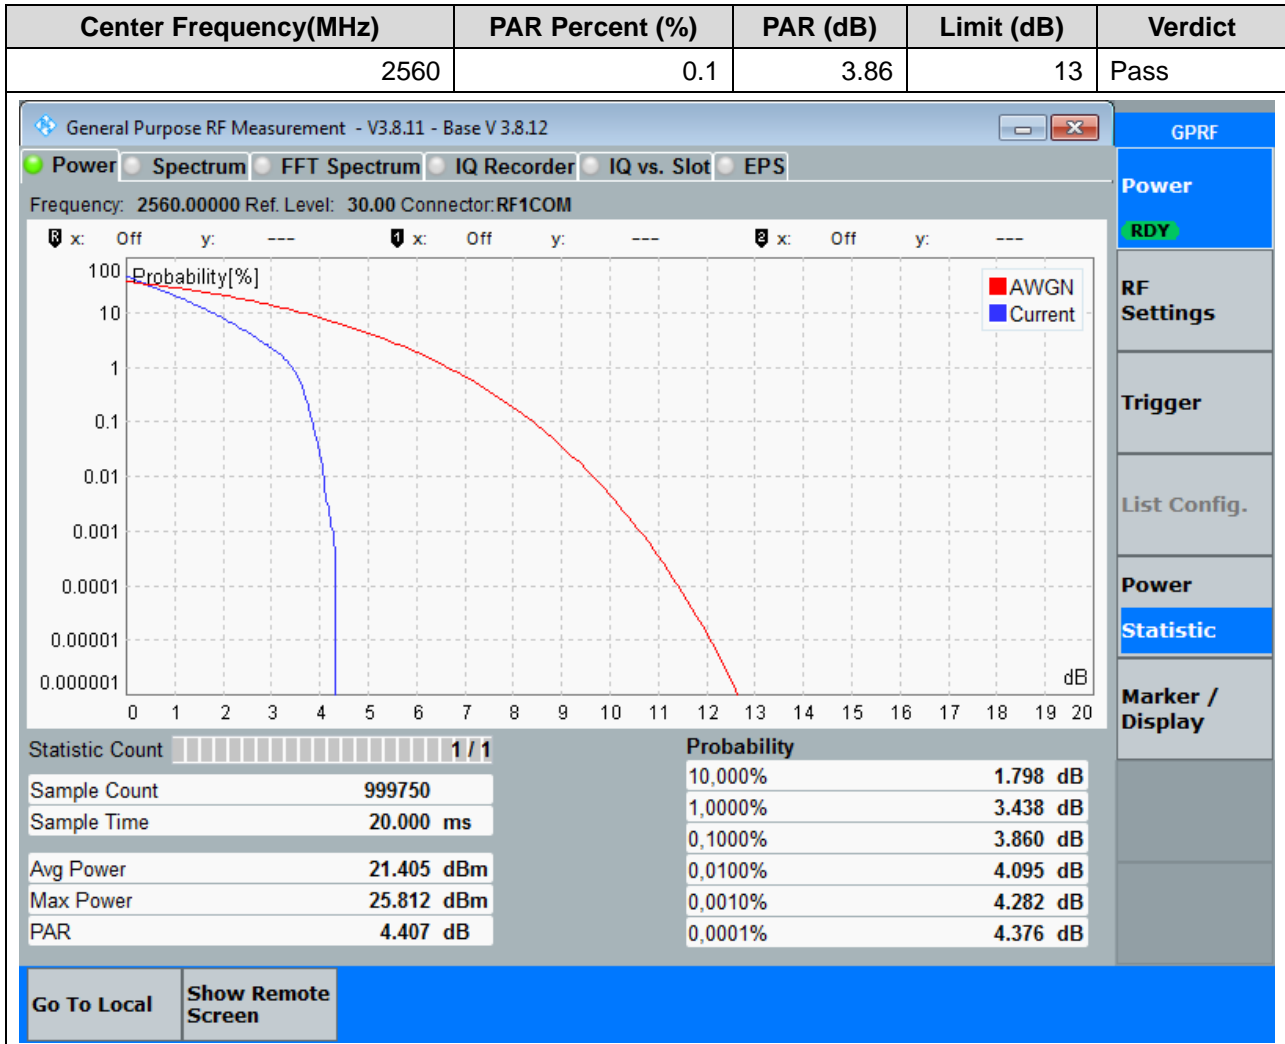 Center Frequency(MHz) PAR Percent (%) PAR (dB) Limit (dB) Verdict
2560 0.1 3.86 13 Pass
General Purpose RF Measurement - V3.8.11 - Base V 3.8.12
Power Spectrum FFT Spectrum IQ Recorder IQ vs. Slot EPS
Frequency: 2560.00000 Ref. Level: 30.00 Connector:RF1COM
R x: Off y: --- 1 x: Off y: --- 2 x: Off y: ---
Probability[%]
100
10
1
0.1
0.01
0.001
0.0001
0.00001
0.000001
AWGN
Current
dB
0 1 2 3 4 5 6 7 8 9 10 11 12 13 14 15 16 17 18 19 20
Statistic Count 1 / 1
Sample Count 999750
Sample Time 20.000 ms
Avg Power 21.405 dBm
Max Power 25.812 dBm
PAR 4.407 dB
Probability
10,000% 1.798 dB
1,0000% 3.438 dB
0,1000% 3.860 dB
0,0100% 4.095 dB
0,0010% 4.282 dB
0,0001% 4.376 dB
GPRF
Power
RDY
RF
Settings
Trigger
List Config.
Power
Statistic
Marker /
Display
Go To Local
Show Remote
Screen